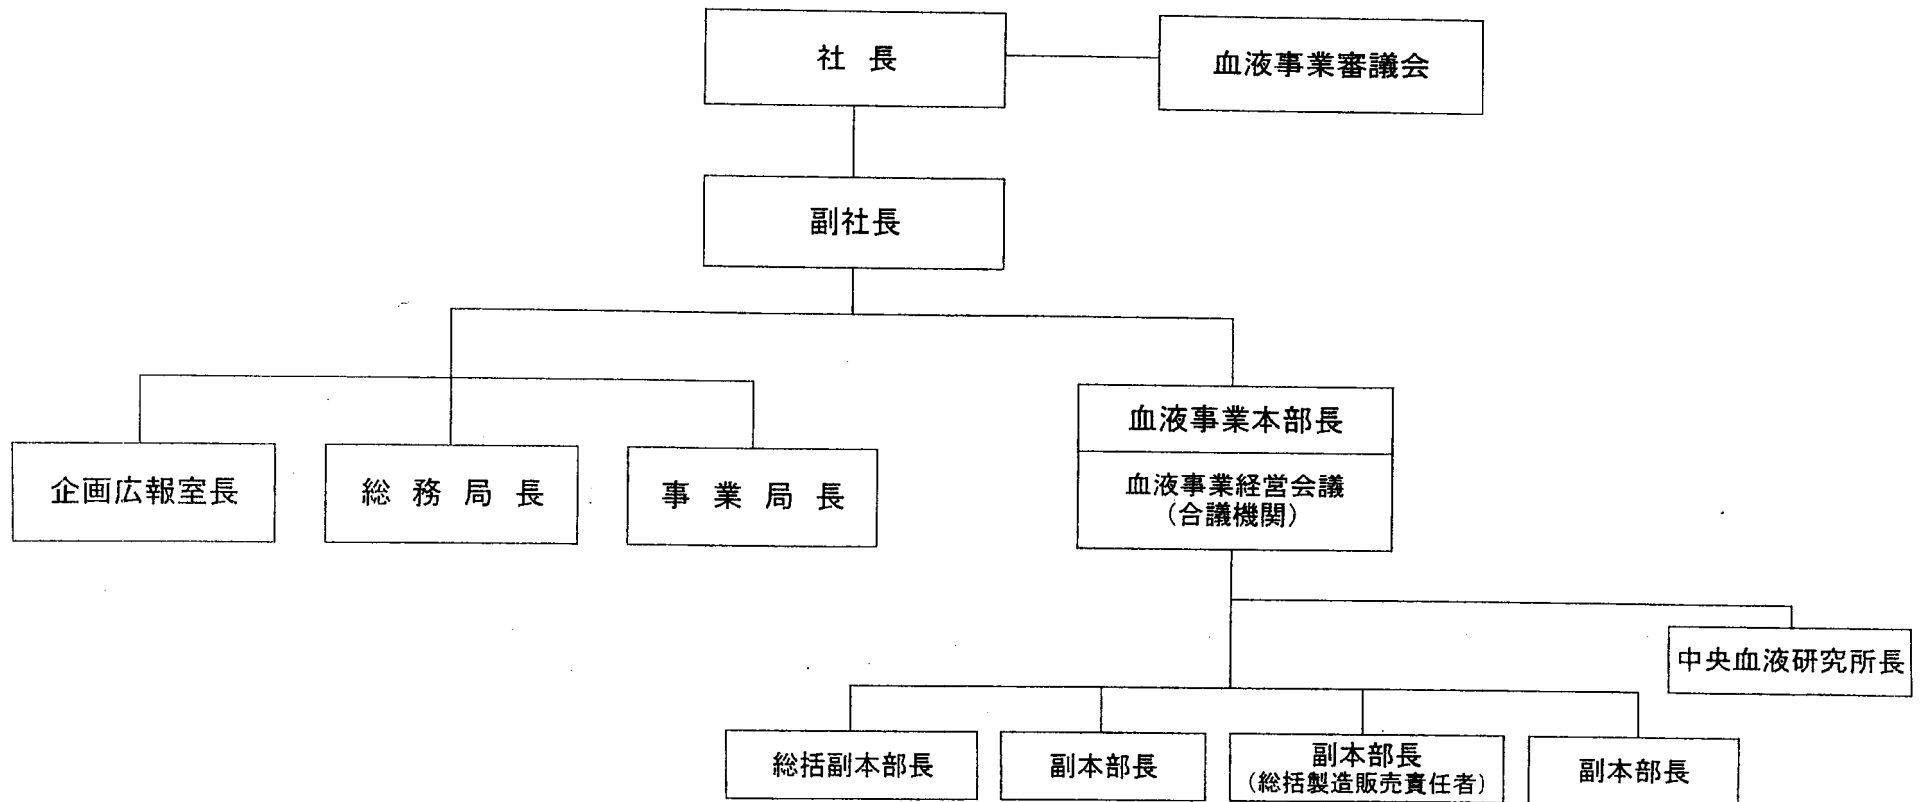 社長
血液事業審議会
副社長
企画広報室長
総務局長
事業局長
血液事業本部長
血液事業経営会議
(合議機関)
中央血液研究所長
総括副本部長
副本部長
副本部長
(総括製造販売責任者)
副本部長